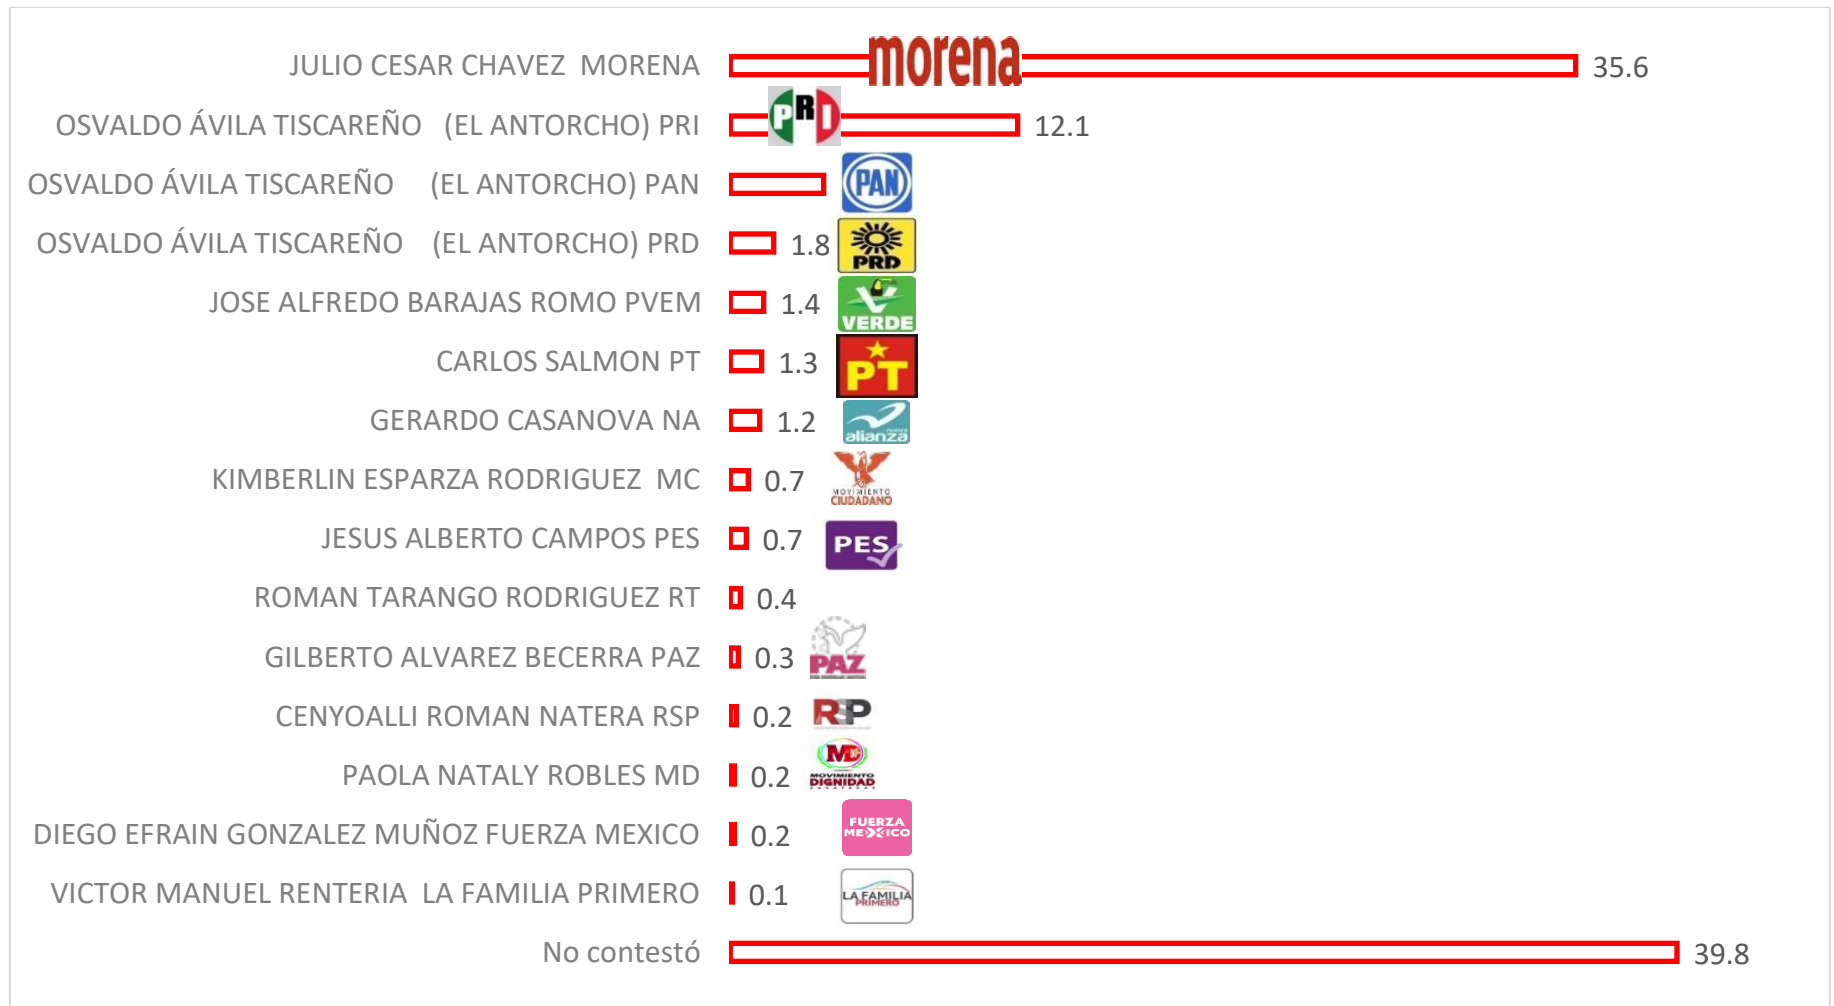 JULIO CESAR CHAVEZ MORENA morena 35.6
OSVALDO ÁVILA TISCAREÑO (EL ANTORCHO) PRI PRI 12.1
OSVALDO ÁVILA TISCAREÑO (EL ANTORCHO) PAN PAN
OSVALDO ÁVILA TISCAREÑO (EL ANTORCHO) PRD 1.8 PRD
JOSE ALFREDO BARAJAS ROMO PVEM 1.4 VERDE
CARLOS SALMON PT 1.3 PT
GERARDO CASANOVA NA 1.2 nueva alianza
KIMBERLIN ESPARZA RODRIGUEZ MC 0.7 MOVIMIENTO CIUDADANO
JESUS ALBERTO CAMPOS PES 0.7 PES
ROMAN TARANGO RODRIGUEZ RT 0.4
GILBERTO ALVAREZ BECERRA PAZ 0.3 PAZ
CENYOALLI ROMAN NATERA RSP 0.2 RSP
PAOLA NATALY ROBLES MD 0.2 MD MOVIMIENTO DIGNIDAD ZACATECAS
DIEGO EFRAIN GONZALEZ MUÑOZ FUERZA MEXICO 0.2 FUERZA MEXICO
VICTOR MANUEL RENTERIA LA FAMILIA PRIMERO 0.1 LA FAMILIA PRIMERO
No contestó 39.8